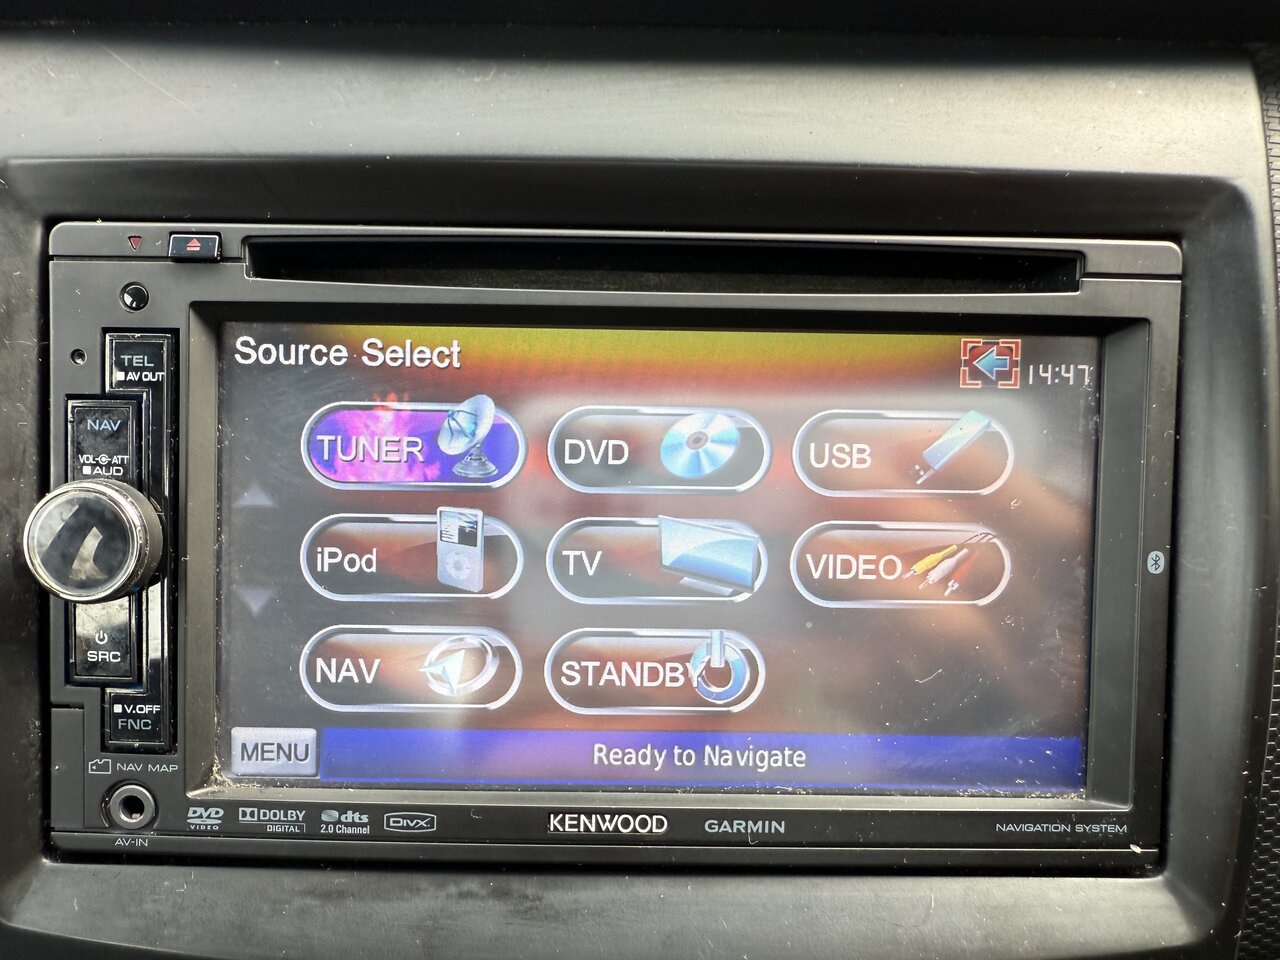 TEL
AV OUT
NAV
VOL ATT
AUD
SRC
V.OFF
FNC
NAV MAP
AV-IN
Source Select
14:47
TUNER
DVD
USB
iPod
TV
VIDEO
NAV
STANDBY
MENU
Ready to Navigate
DVD VIDEO
DOLBY DIGITAL
dts 2.0 Channel
DIVX
KENWOOD
GARMIN
NAVIGATION SYSTEM